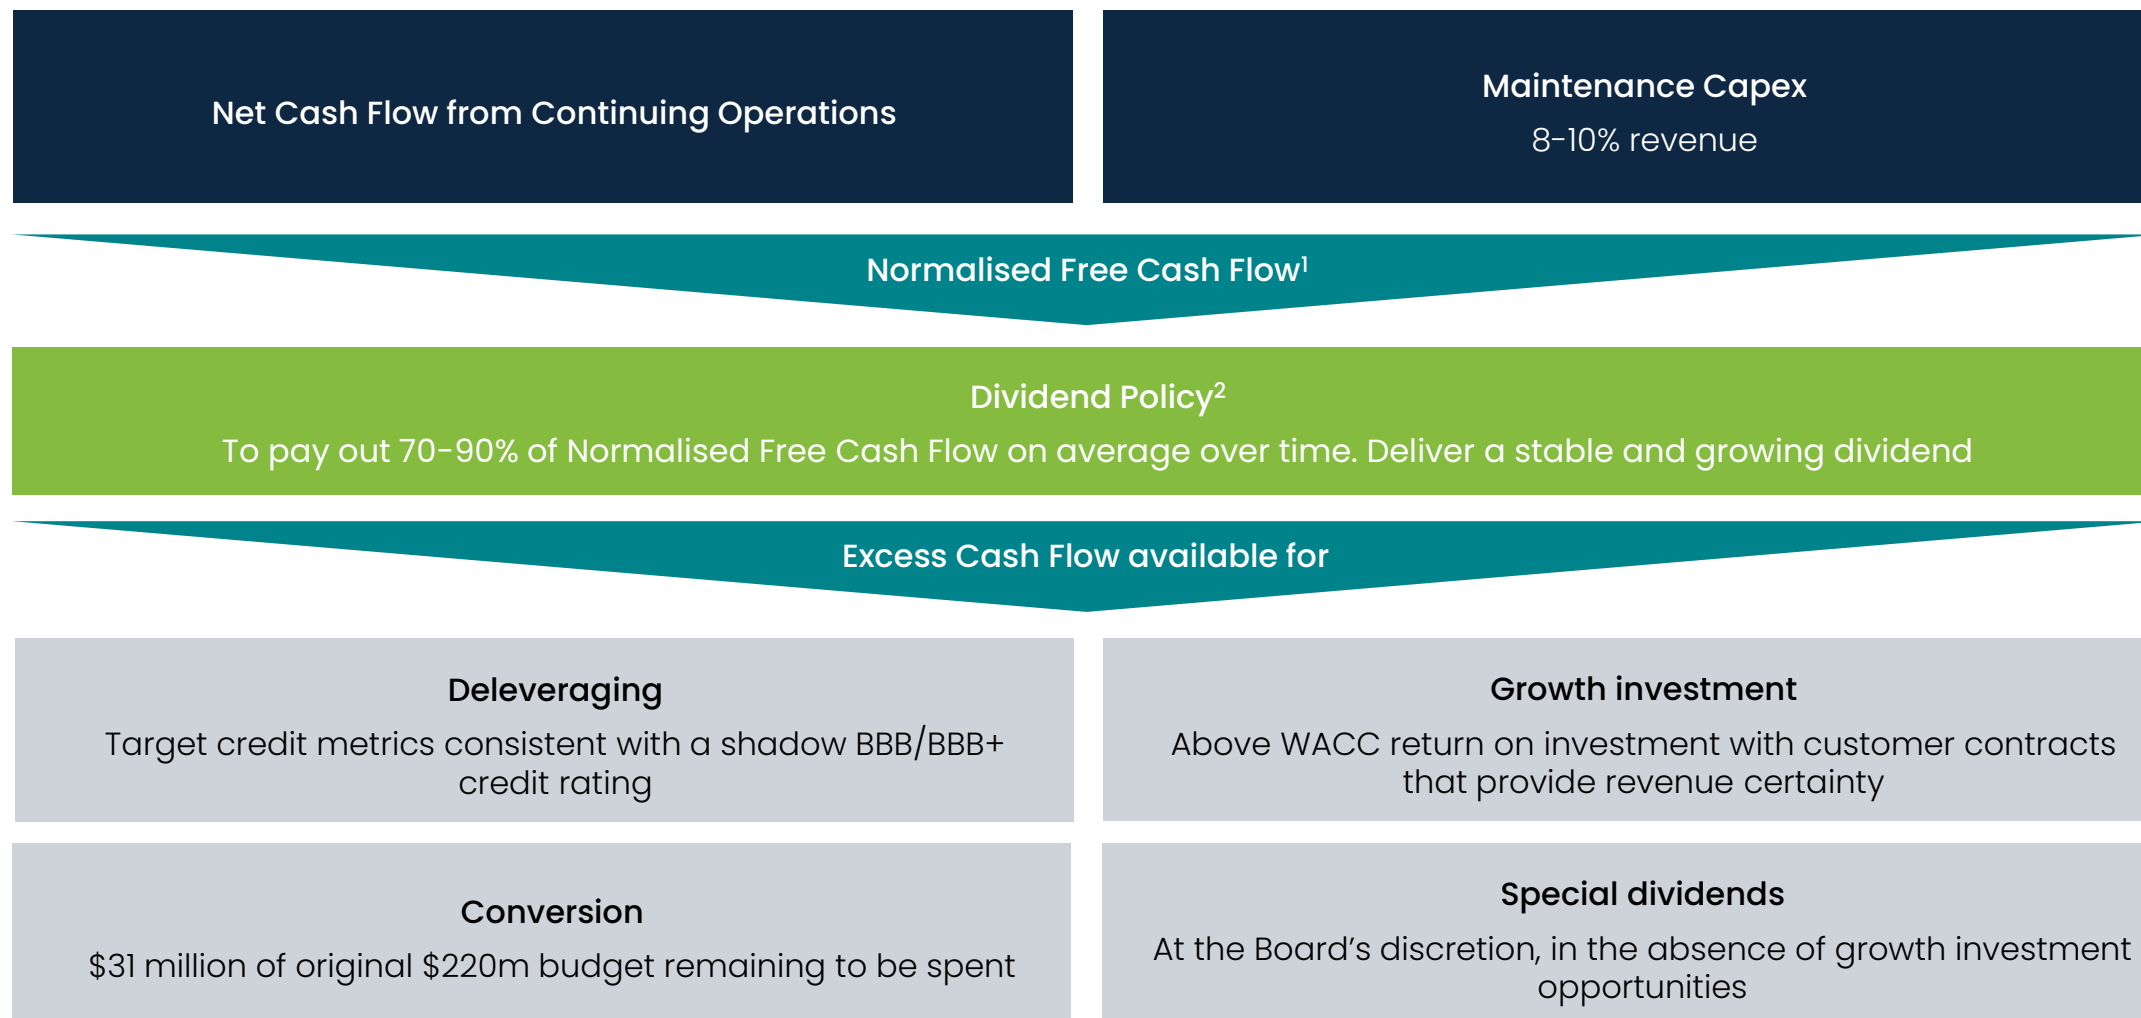 Net Cash Flow from Continuing Operations
Maintenance Capex
8-10% revenue
Normalised Free Cash Flow¹
Dividend Policy²
To pay out 70-90% of Normalised Free Cash Flow on average over time. Deliver a stable and growing dividend
Excess Cash Flow available for
Deleveraging
Target credit metrics consistent with a shadow BBB/BBB+
credit rating
Growth investment
Above WACC return on investment with customer contracts
that provide revenue certainty
Conversion
$31 million of original $220m budget remaining to be spent
Special dividends
At the Board’s discretion, in the absence of growth investment
opportunities